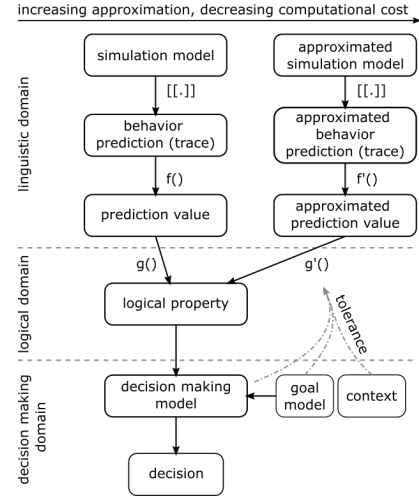 increasing approximation, decreasing computational cost
simulation model
approximated
simulation model
[[.]]
[[.]]
behavior
prediction (trace)
approximated
behavior
prediction (trace)
linguistic domain
f()
f'()
prediction value
approximated
prediction value
g()
g'()
logical domain
logical property
tolerance
decision making
domain
decision making
model
goal
model
context
decision